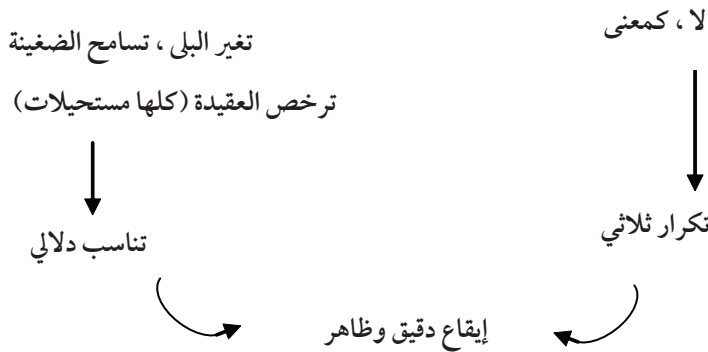 لا ، كمعنى
تغير البلى ، تسامح الضغينة
ترخص العقيدة (كلها مستحيلات)
تكرار ثلاثي
تناسب دلالي
إيقاع دقيق وظاهر